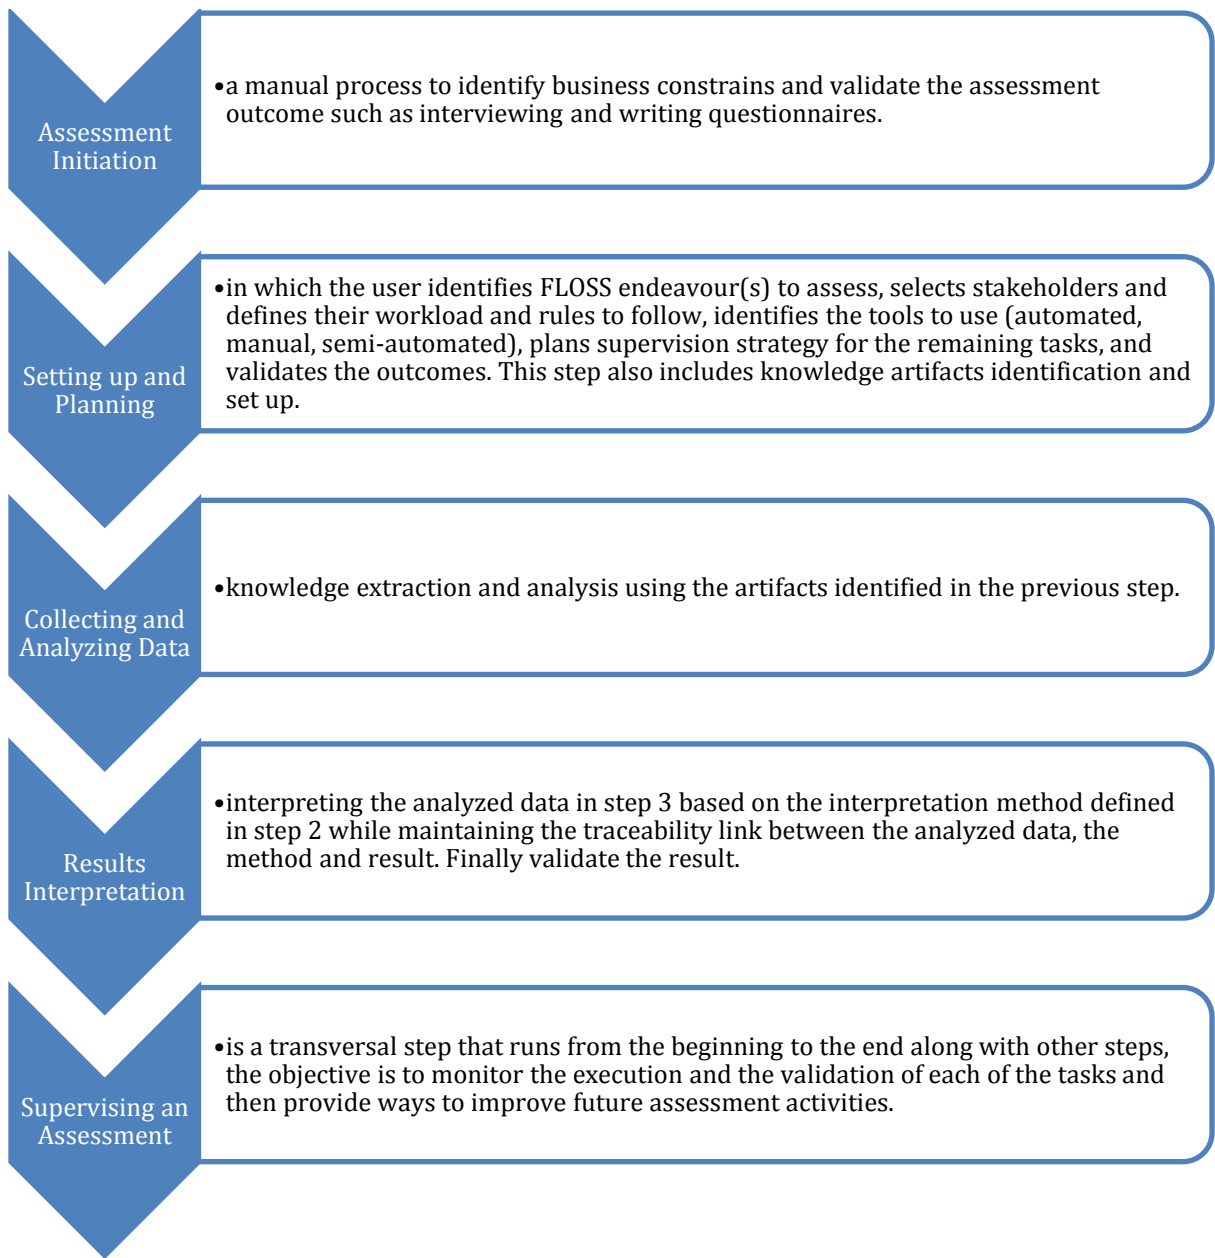 Assessment
Initiation
•a manual process to identify business constrains and validate the assessment
outcome such as interviewing and writing questionnaires.
Setting up and
Planning
•in which the user identifies FLOSS endeavour(s) to assess, selects stakeholders and
defines their workload and rules to follow, identifies the tools to use (automated,
manual, semi-automated), plans supervision strategy for the remaining tasks, and
validates the outcomes. This step also includes knowledge artifacts identification and
set up.
Collecting and
Analyzing Data
•knowledge extraction and analysis using the artifacts identified in the previous step.
Results
Interpretation
•interpreting the analyzed data in step 3 based on the interpretation method defined
in step 2 while maintaining the traceability link between the analyzed data, the
method and result. Finally validate the result.
Supervising an
Assessment
•is a transversal step that runs from the beginning to the end along with other steps,
the objective is to monitor the execution and the validation of each of the tasks and
then provide ways to improve future assessment activities.